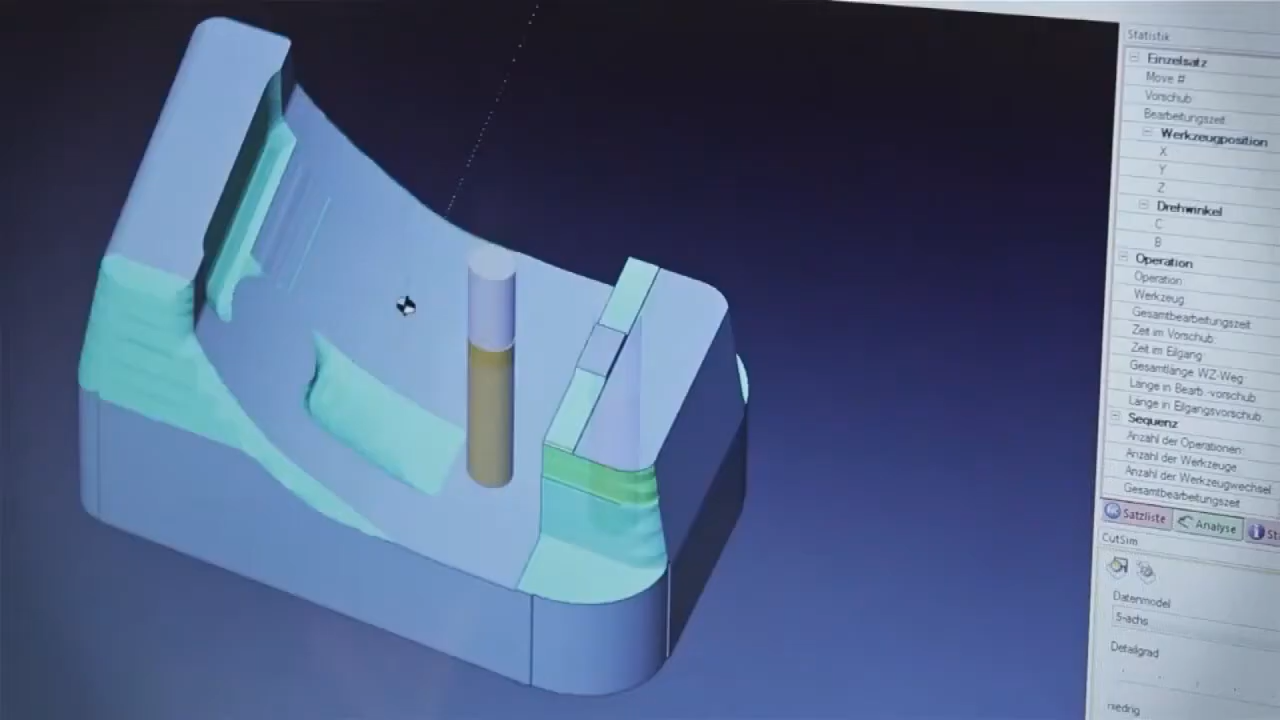 Statistik
Einzelsatz
Move #
Vorschub
Bearbeitungszeit
Werkzeugposition
X
Y
Z
Drehwinkel
C
B
Operation
Operation
Werkzeug
Gesamtbearbeitungszeit
Zeit im Vorschub
Zeit im Eilgang
Gesamtlänge WZ-Weg
Länge in Bearb.-vorschub
Länge in Eilgangsvorschub
Sequenz
Anzahl der Operationen
Anzahl der Werkzeuge
Anzahl der Werkzeugwechsel
Gesamtbearbeitungszeit
Satzliste Analyse St
CutSim
Datenmodel
5-achs
Detailgrad
niedrig